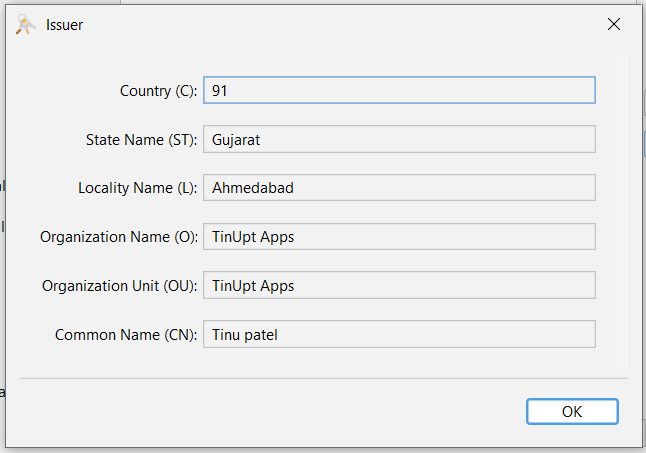 Issuer
Country (C): 91
State Name (ST): Gujarat
Locality Name (L): Ahmedabad
Organization Name (O): TinUpt Apps
Organization Unit (OU): TinUpt Apps
Common Name (CN): Tinu patel
OK